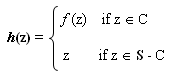 h(z) = { f (z) if z ∈ C
z if z ∈ S - C